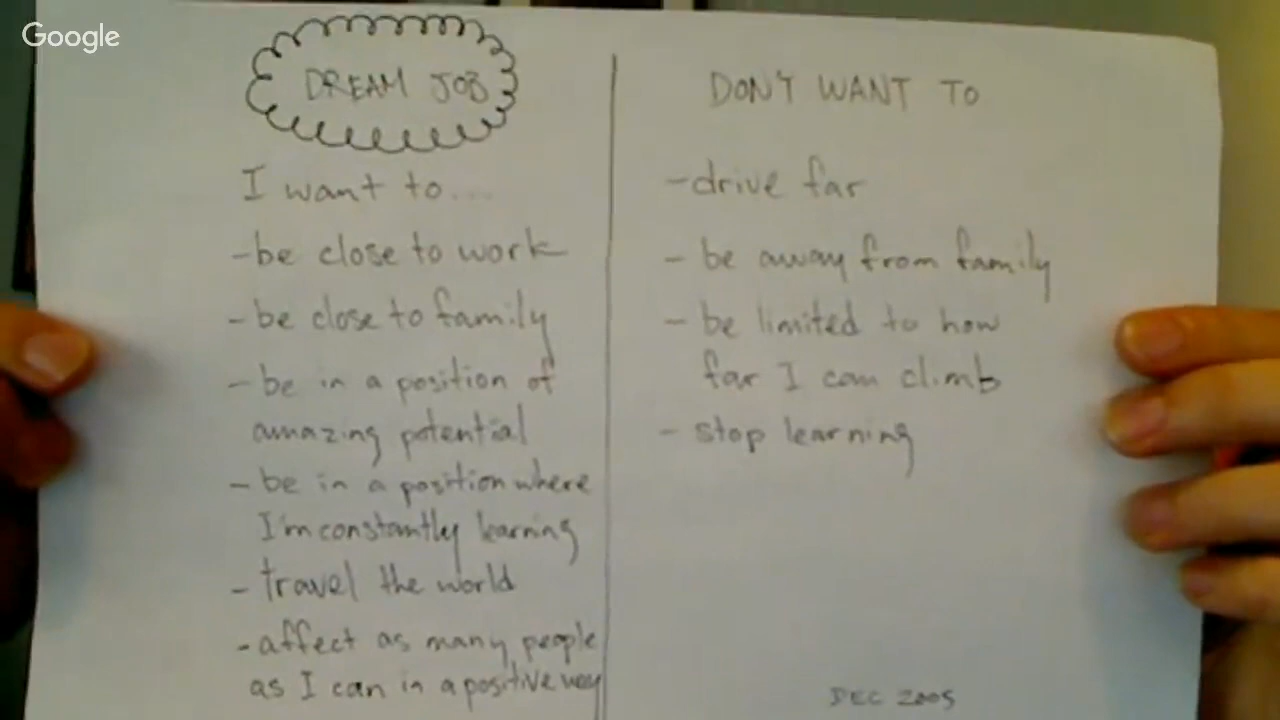 Google
DREAM JOB
I want to....
-be close to work
-be close to family
-be in a position of
amazing potential
-be in a position where
I'm constantly learning
-travel the world
-affect as many people
as I can in a positive way
DON'T WANT TO
-drive far
-be away from family
-be limited to how
far I can climb
-stop learning
DEC 2005